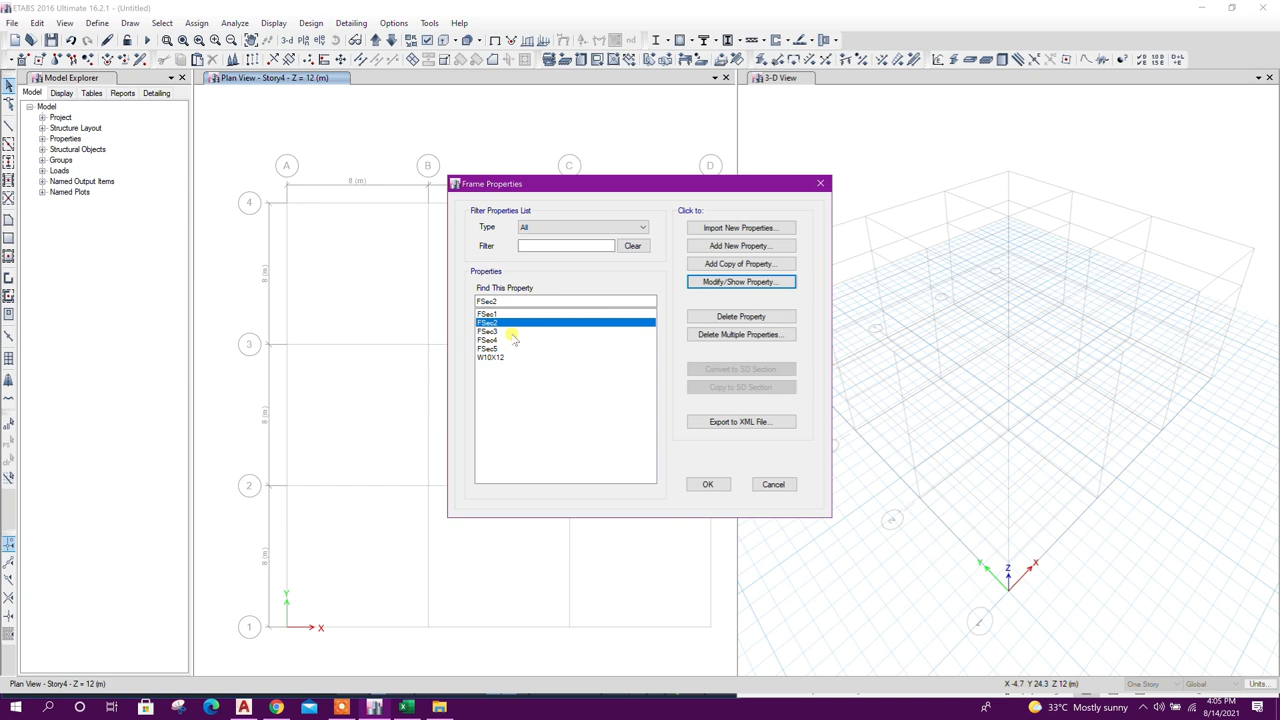 ETABS 2016 Ultimate 16.2.1 - (Untitled)
File Edit View Define Draw Select Assign Analyze Display Design Detailing Options Tools Help
3-d
nd
Model Explorer
Model Display Tables Reports Detailing
Model
Project
Structure Layout
Properties
Structural Objects
Groups
Loads
Named Output Items
Named Plots
Plan View - Story4 - Z = 12 (m)
3-D View
A B C D
8 (m)
4
8 (m)
3
8 (m)
2
8 (m)
1
Y
X
Frame Properties
Filter Properties List
Type All
Filter Clear
Properties
Find This Property
FSec2
FSec1
FSec2
FSec3
FSec4
FSec5
W10X12
Click to:
Import New Properties...
Add New Property...
Add Copy of Property...
Modify/Show Property...
Delete Property
Delete Multiple Properties...
Convert to SD Section
Copy to SD Section
Export to XML File...
OK Cancel
Y Z X
Plan View - Story4 - Z = 12 (m)
X -4.7 Y 24.3 Z 12 (m)
One Story Global Units...
33°C Mostly sunny
4:05 PM
8/14/2021